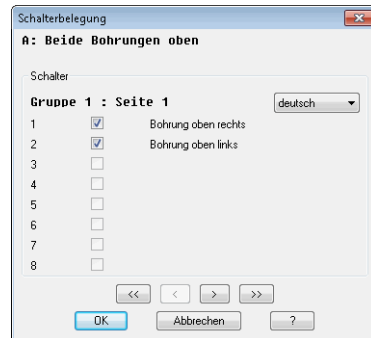 Schalterbelegung
A: Beide Bohrungen oben
Schalter
Gruppe 1 : Seite 1 deutsch
1 Bohrung oben rechts
2 Bohrung oben links
3
4
5
6
7
8
<< < > >>
OK Abbrechen ?